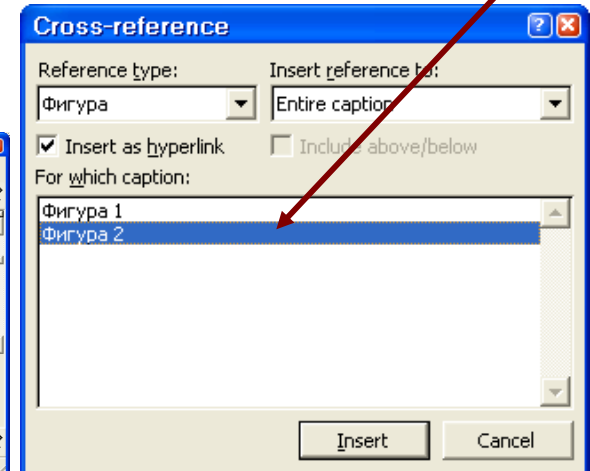 Cross-reference
Reference type: Insert reference to:
Фигура Entire caption
Insert as hyperlink Include above/below
For which caption:
Фигура 1
Фигура 2
Insert Cancel